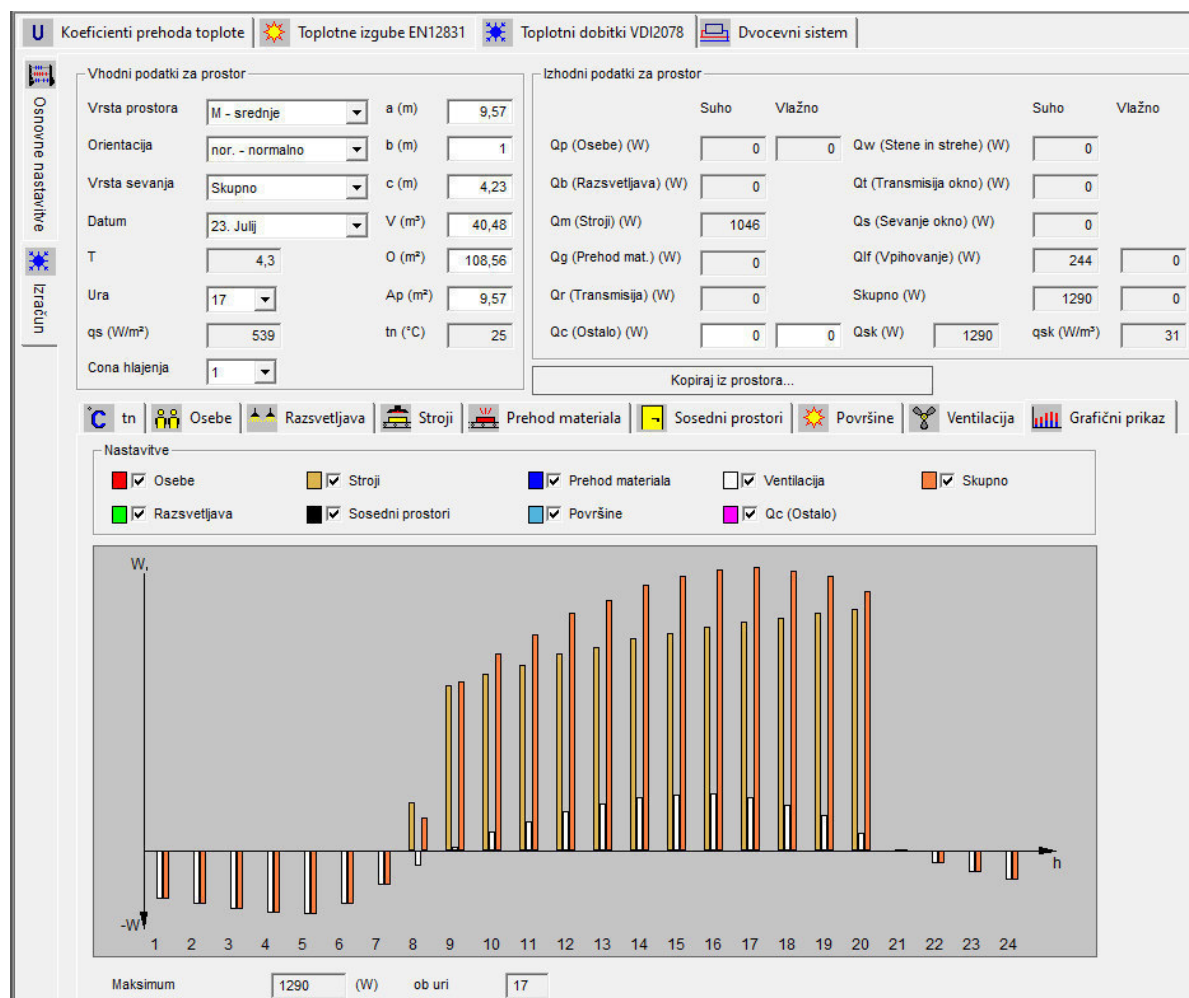 U Koeficienti prehoda toplote Toplotne izgube EN12831 Toplotni dobitki VDI2078 Dvocevni sistem
Osnovne nastavitve
Izračun
Vhodni podatki za prostor
Vrsta prostora M - srednje a (m) 9,57
Orientacija nor. - normalno b (m) 1
Vrsta sevanja Skupno c (m) 4,23
Datum 23. Julij V (m³) 40,48
T 4,3 O (m²) 108,56
Ura 17 Ap (m²) 9,57
qs (W/m²) 539 tn (°C) 25
Cona hlajenja 1
Izhodni podatki za prostor
Suho Vlažno Suho Vlažno
Qp (Osebe) (W) 0 0 Qw (Stene in strehe) (W) 0
Qb (Razsvetljava) (W) 0 Qt (Transmisija okno) (W) 0
Qm (Stroji) (W) 1046 Qs (Sevanje okno) (W) 0
Qg (Prehod mat.) (W) 0 Qlf (Vpihovanje) (W) 244 0
Qr (Transmisija) (W) 0 Skupno (W) 1290 0
Qc (Ostalo) (W) 0 0 Qsk (W) 1290 qsk (W/m³) 31
Kopiraj iz prostora...
°C tn Osebe Razsvetljava Stroji Prehod materiala Sosedni prostori Površine Ventilacija Grafični prikaz
Nastavitve
Osebe Stroji Prehod materiala Ventilacija Skupno
Razsvetljava Sosedni prostori Površine Qc (Ostalo)
W
h
-W
1 2 3 4 5 6 7 8 9 10 11 12 13 14 15 16 17 18 19 20 21 22 23 24
Maksimum 1290 (W) ob uri 17